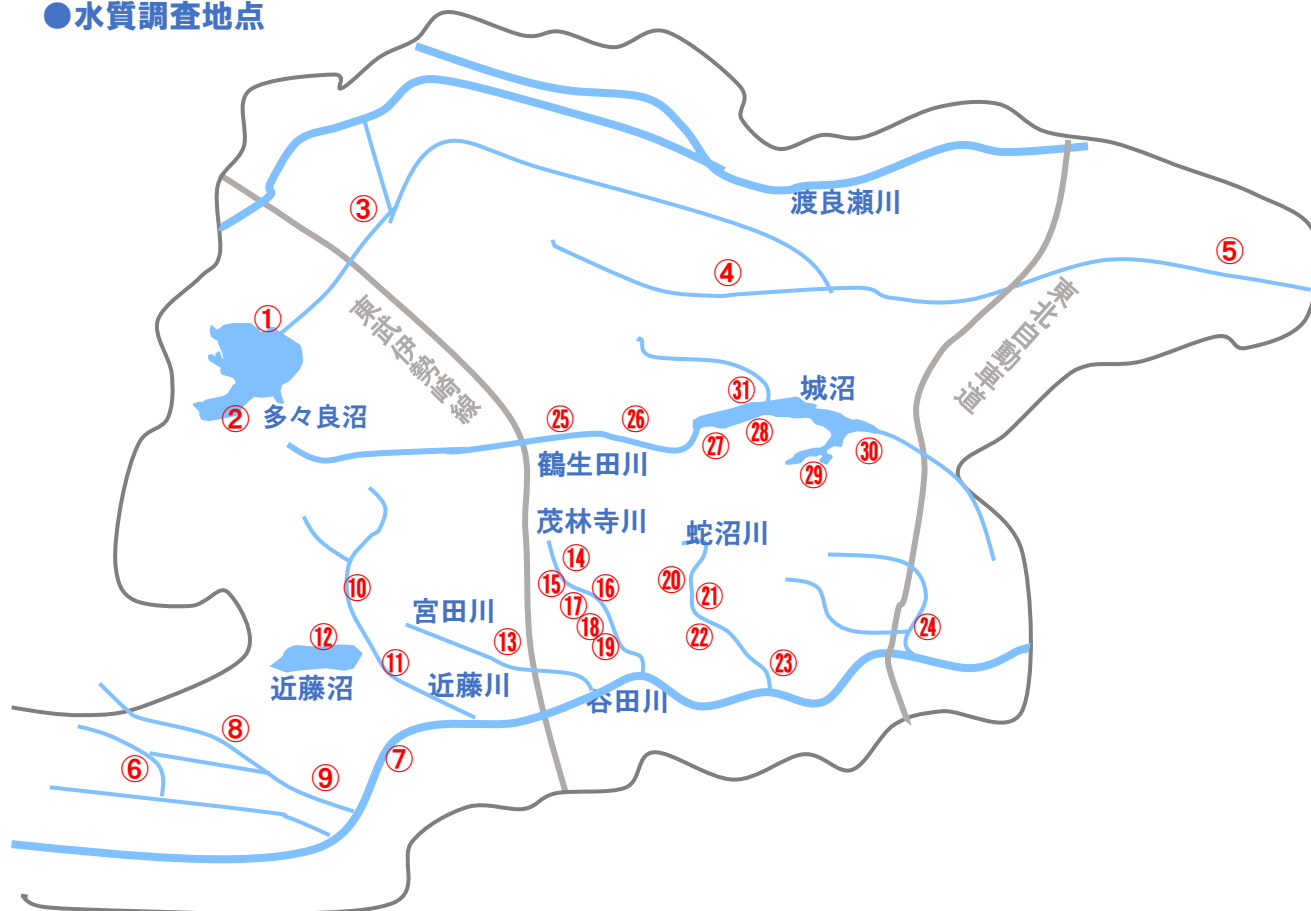 ●水質調査地点
渡良瀬川
③
⑤
④
東武伊勢崎線
東北自動車道
①
②
多々良沼
㉛
城沼
㉕
㉖
㉗
㉘
㉙
㉚
鶴生田川
茂林寺川
蛇沼川
⑭
⑮
⑯
⑰
⑱
⑲
⑳
㉑
㉒
㉓
㉔
⑩
宮田川
⑬
⑫
⑪
近藤沼
近藤川
谷田川
⑧
⑦
⑥
⑨